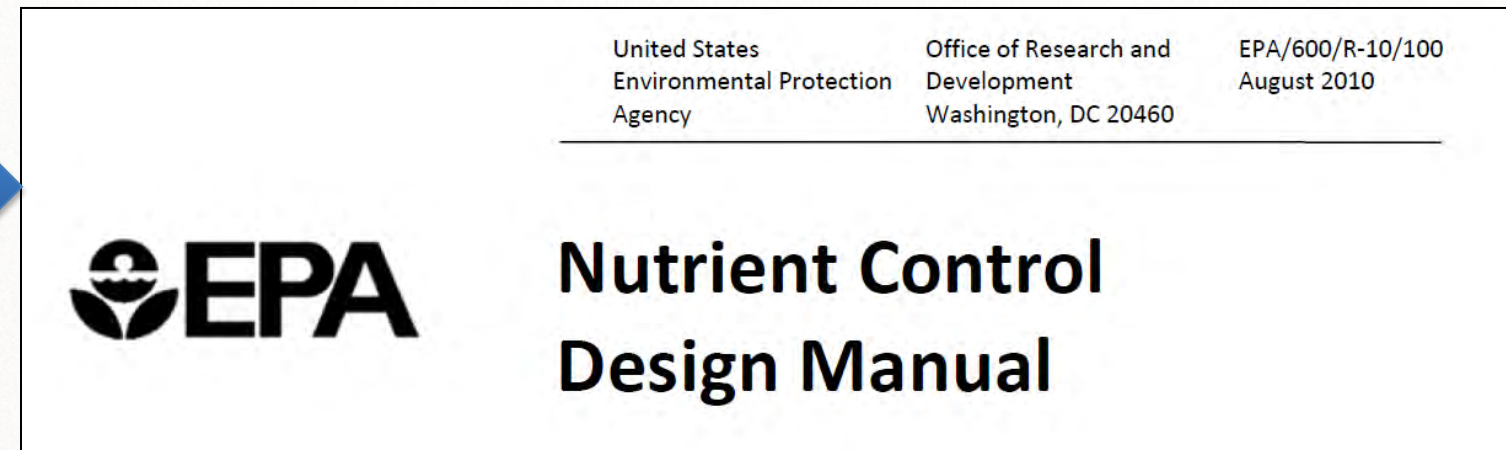 United States
Environmental Protection
Agency
Office of Research and
Development
Washington, DC 20460
EPA/600/R-10/100
August 2010
EPA
Nutrient Control
Design Manual